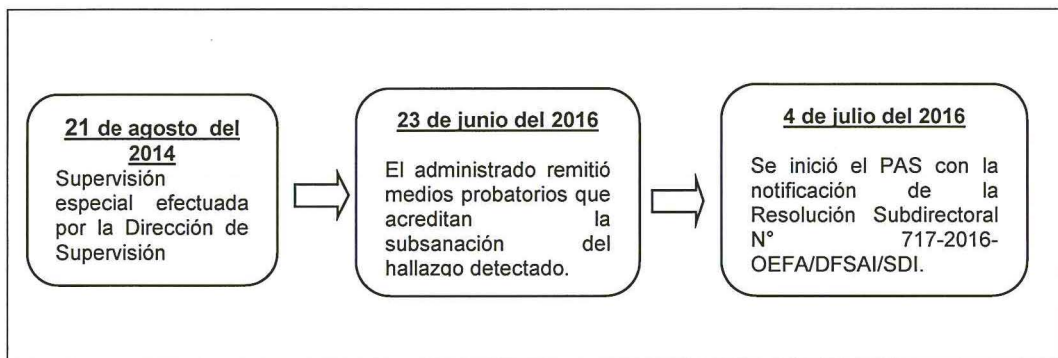 21 de agosto del
2014
Supervisión
especial efectuada
por la Dirección de
Supervisión
23 de junio del 2016
El administrado remitió
medios probatorios que
acreditan la
subsanación del
hallazgo detectado.
4 de julio del 2016
Se inició el PAS con la
notificación de la
Resolución Subdirectoral
N° 717-2016-
OEFA/DFSAI/SDI.